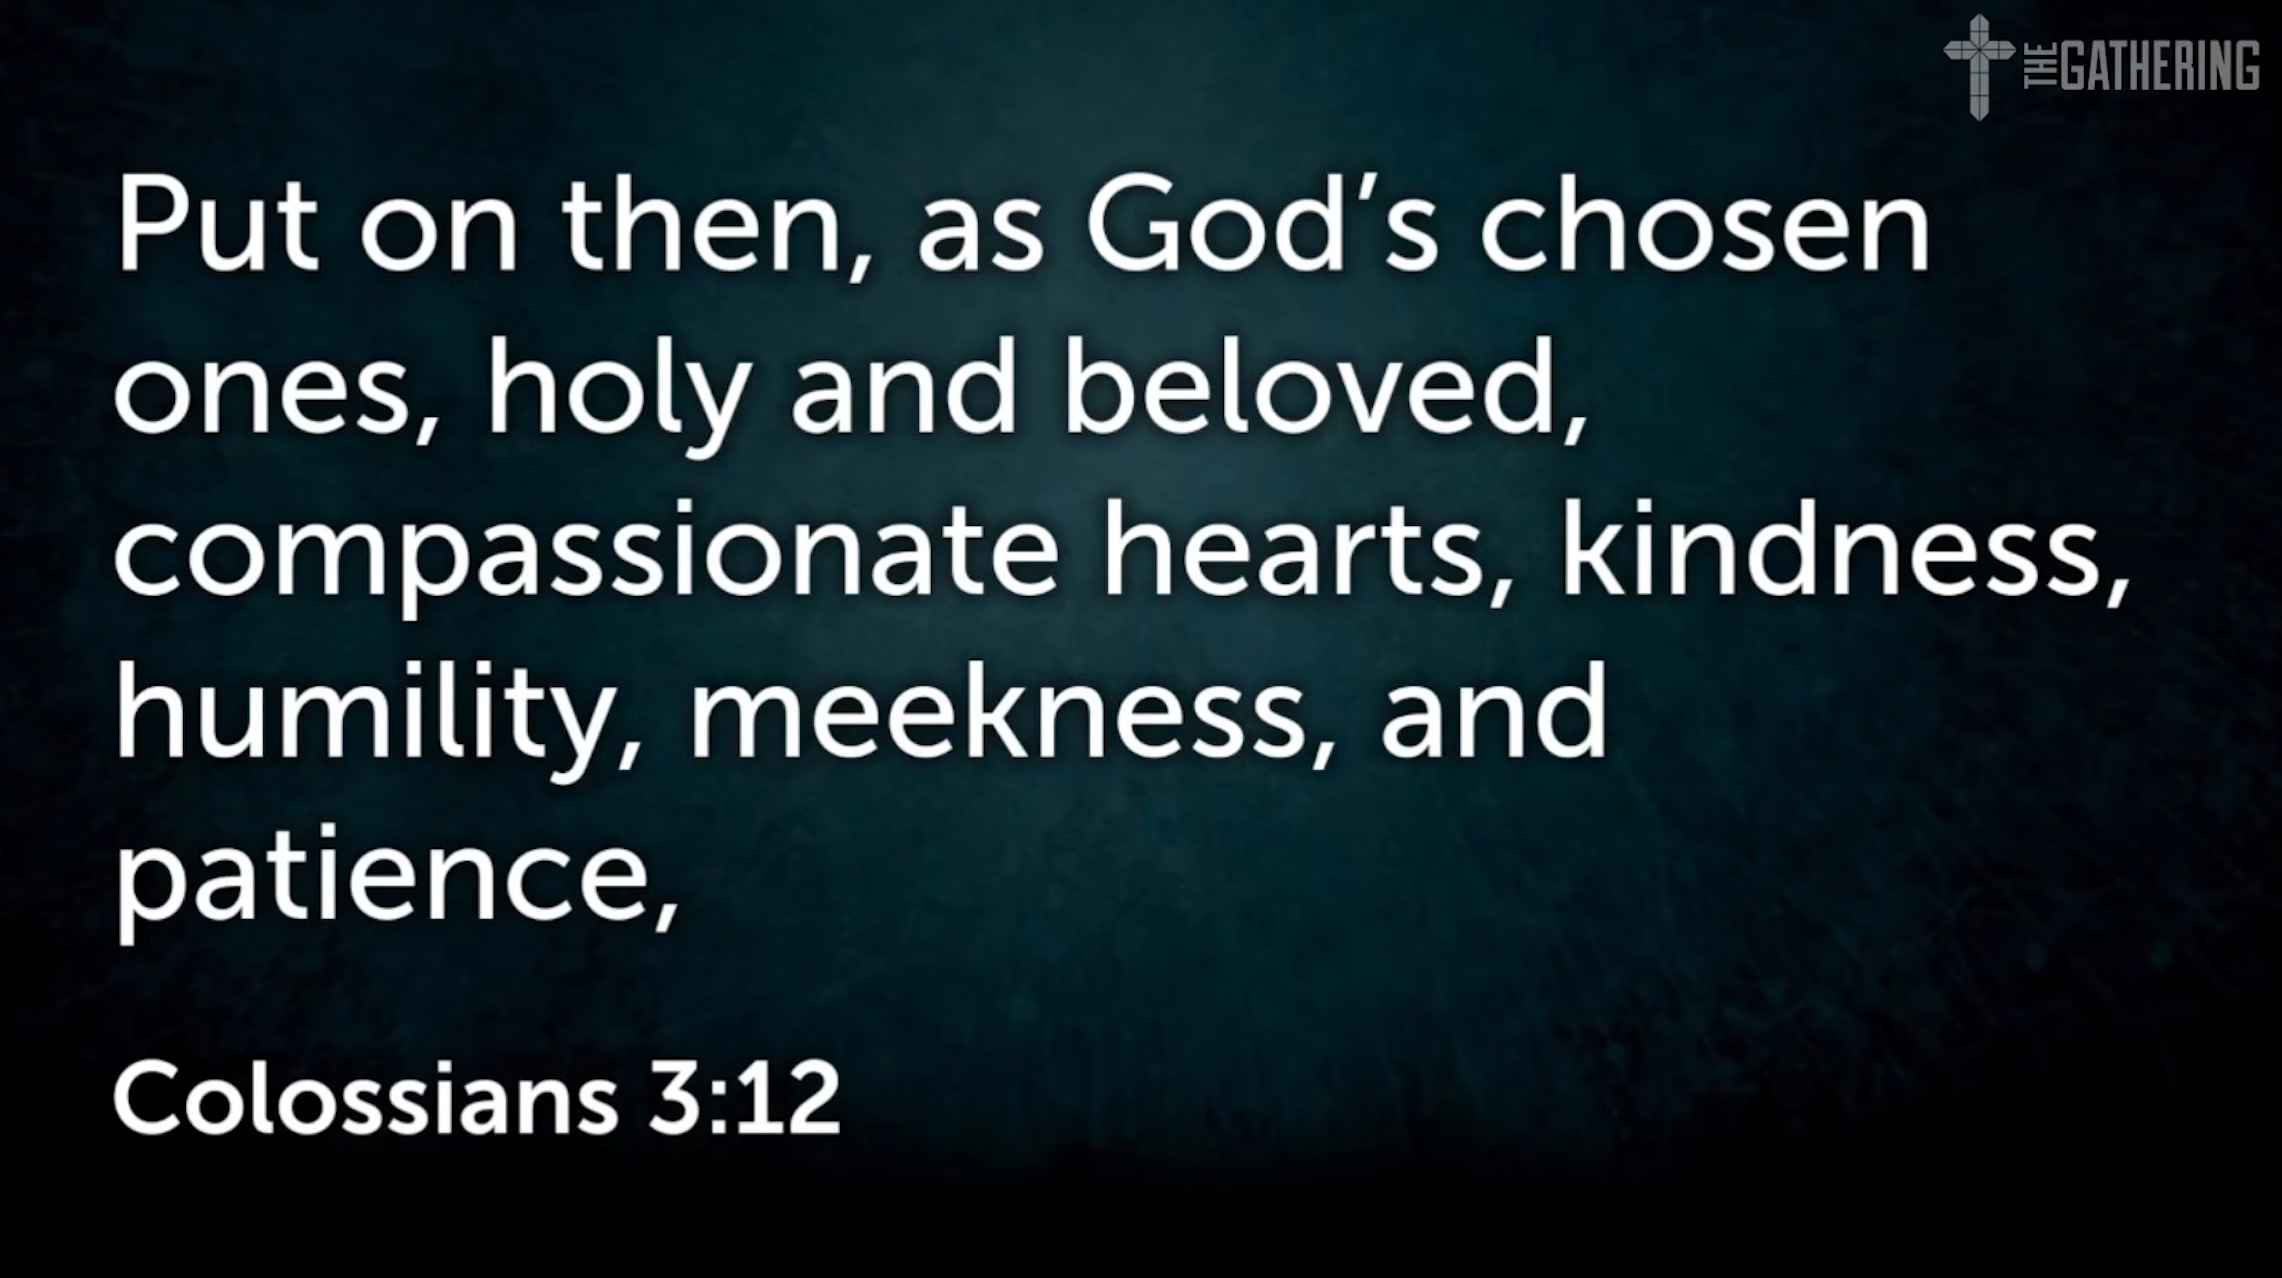 THE GATHERING
Put on then, as God’s chosen
ones, holy and beloved,
compassionate hearts, kindness,
humility, meekness, and
patience,
Colossians 3:12